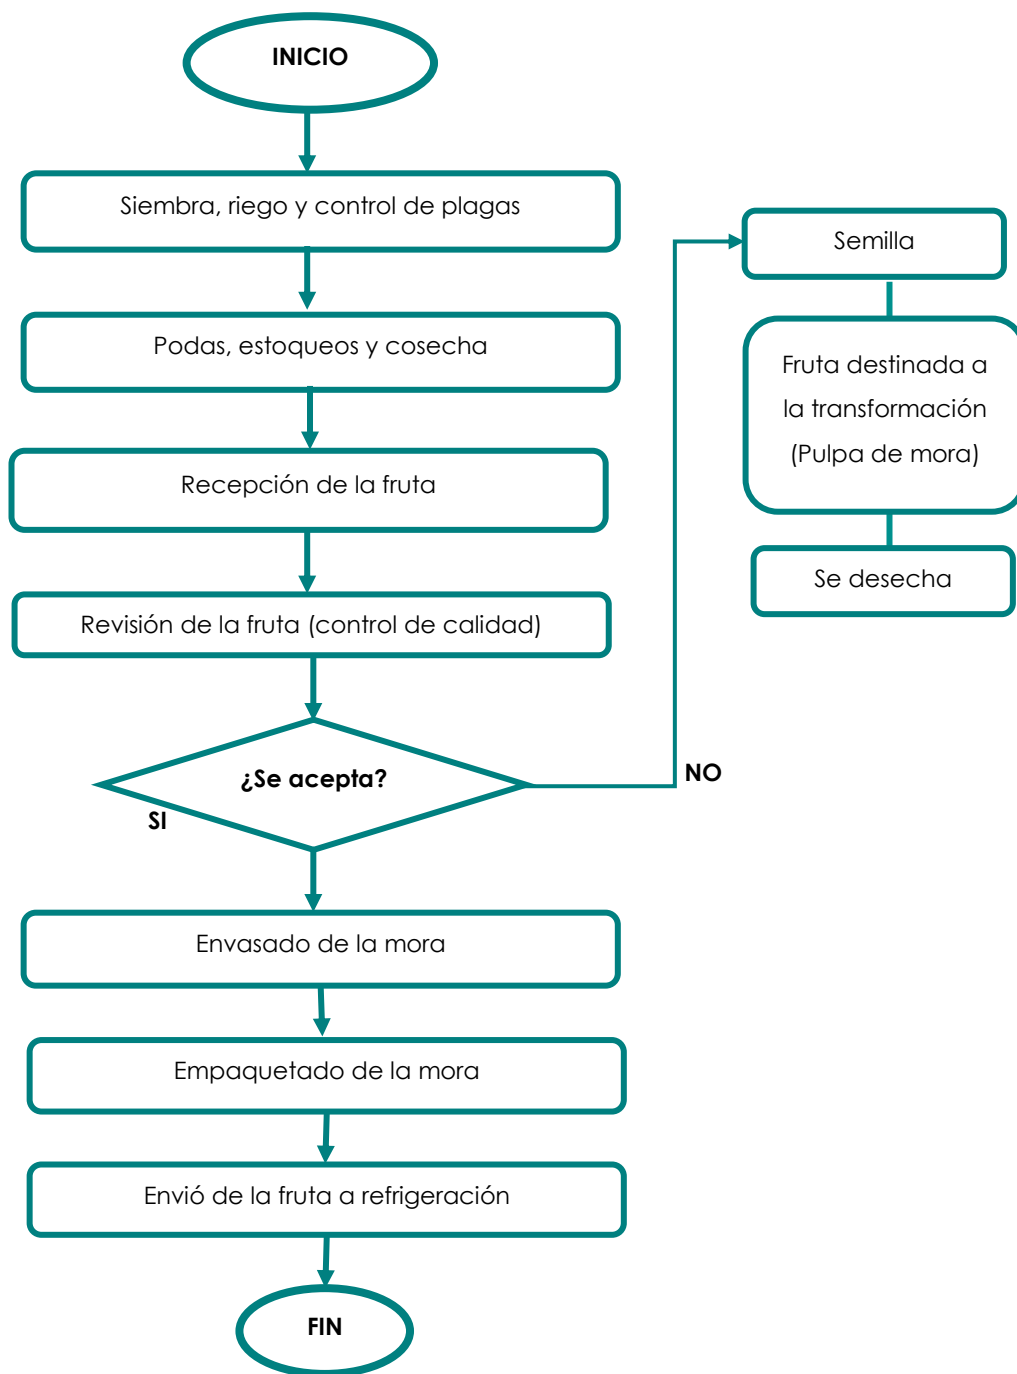 INICIO
Siembra, riego y control de plagas
Podas, estoqueos y cosecha
Recepción de la fruta
Revisión de la fruta (control de calidad)
¿Se acepta?
SI
NO
Semilla
Fruta destinada a
la transformación
(Pulpa de mora)
Se desecha
Envasado de la mora
Empaquetado de la mora
Envió de la fruta a refrigeración
FIN